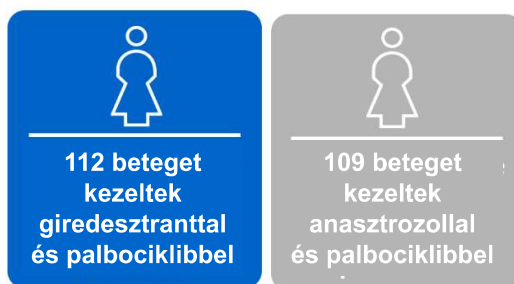 112 beteget
kezeltek
giredesztranttal
és palbociklibbel
109 beteget
kezeltek
anasztrozollal
és palbociklibbel